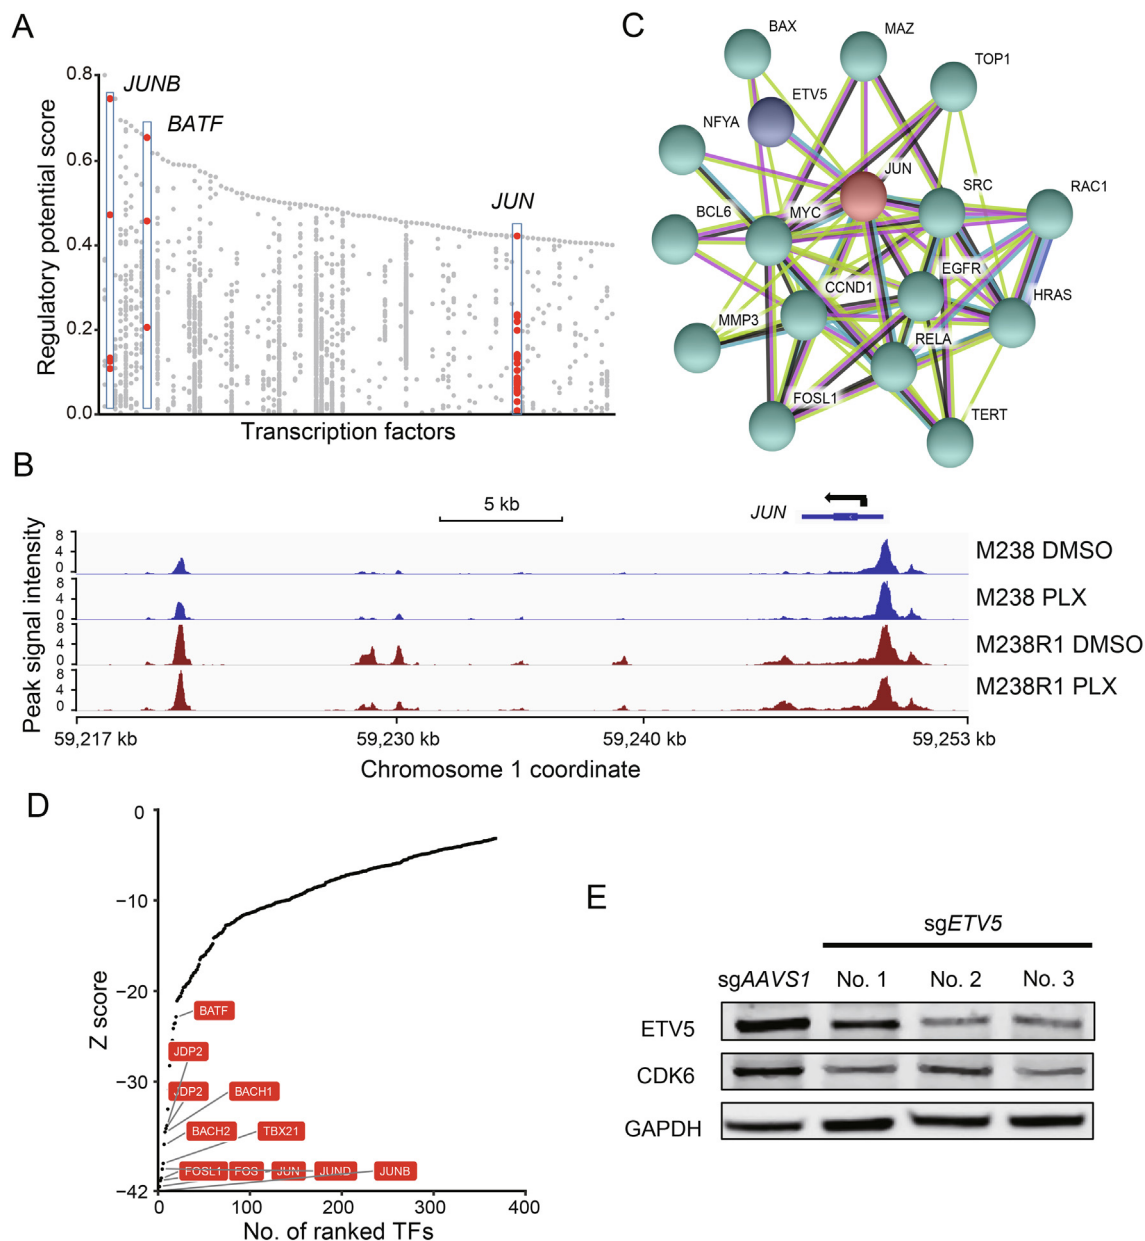 A
Regulatory potential score
0.8
0.6
0.4
0.2
0.0
JUNB
BATF
JUN
Transcription factors
C
BAX
MAZ
TOP1
ETV5
NFYA
JUN
SRC
RAC1
BCL6
MYC
EGFR
CCND1
HRAS
MMP3
RELA
FOSL1
TERT
B
5 kb
JUN
Peak signal intensity
8
4
0
M238 DMSO
8
4
0
M238 PLX
8
4
0
M238R1 DMSO
8
4
0
M238R1 PLX
59,217 kb 59,230 kb 59,240 kb 59,253 kb
Chromosome 1 coordinate
D
Z score
0
−10
−20
−30
−42
BATF
JDP2
JDP2 BACH1
BACH2 TBX21
FOSL1 FOS JUN JUND JUNB
0 100 200 300 400
No. of ranked TFs
E
sgETV5
sgAAVS1 No. 1 No. 2 No. 3
ETV5
CDK6
GAPDH